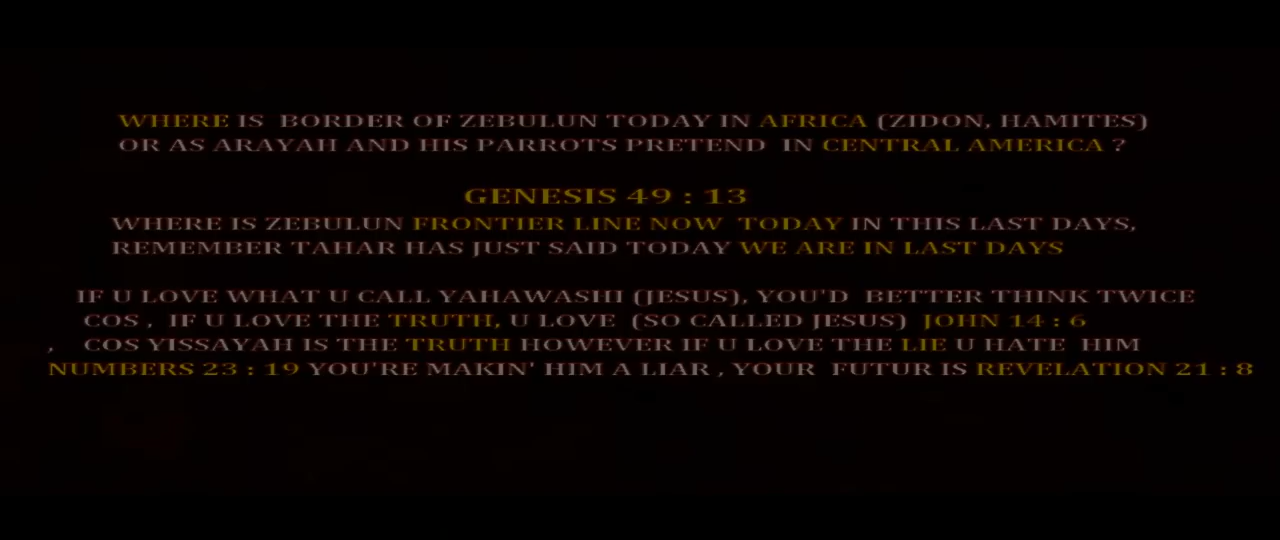 WHERE IS BORDER OF ZEBULUN TODAY IN AFRICA (ZIDON, HAMITES)
OR AS ARAYAH AND HIS PARROTS PRETEND IN CENTRAL AMERICA ?
GENESIS 49 : 13
WHERE IS ZEBULUN FRONTIER LINE NOW TODAY IN THIS LAST DAYS,
REMEMBER TAHAR HAS JUST SAID TODAY WE ARE IN LAST DAYS
IF U LOVE WHAT U CALL YAHAWASHI (JESUS), YOU'D BETTER THINK TWICE
COS , IF U LOVE THE TRUTH, U LOVE (SO CALLED JESUS) JOHN 14 : 6
, COS YISSAYAH IS THE TRUTH HOWEVER IF U LOVE THE LIE U HATE HIM
NUMBERS 23 : 19 YOU'RE MAKIN' HIM A LIAR , YOUR FUTUR IS REVELATION 21 : 8